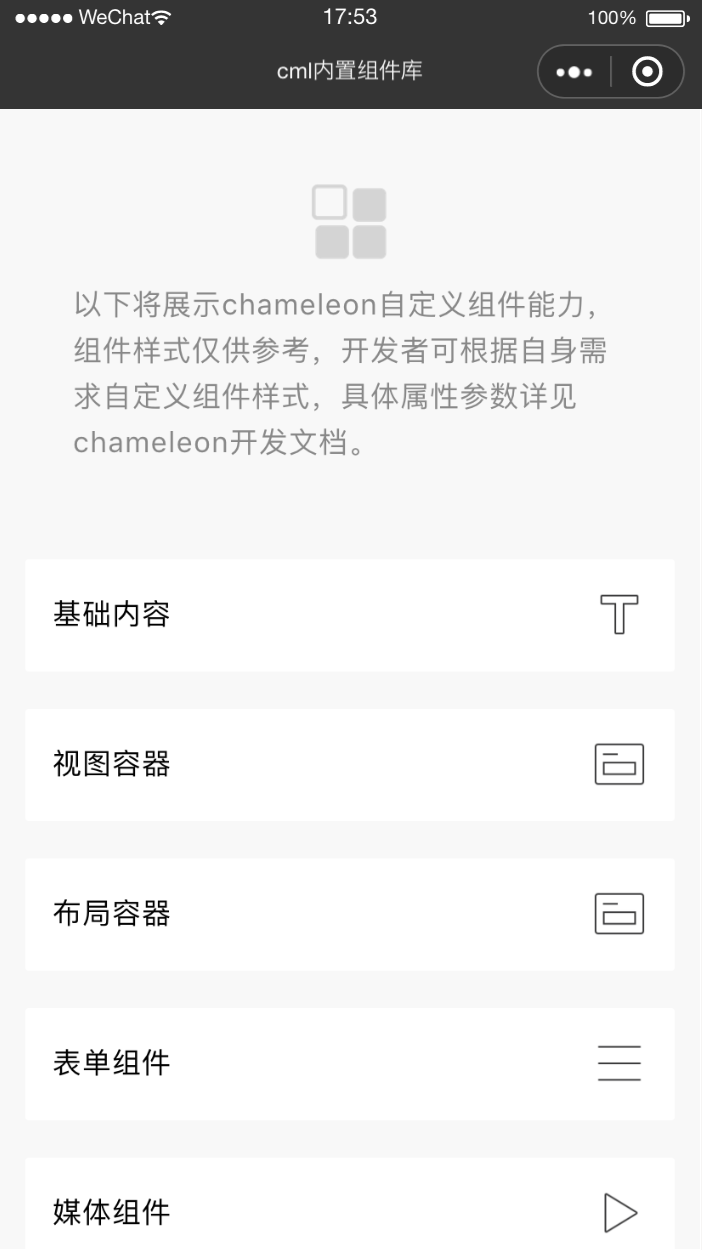 WeChat 17:53 100%
cml内置组件库
以下将展示chameleon自定义组件能力，
组件样式仅供参考，开发者可根据自身需
求自定义组件样式，具体属性参数详见
chameleon开发文档。
基础内容
视图容器
布局容器
表单组件
媒体组件